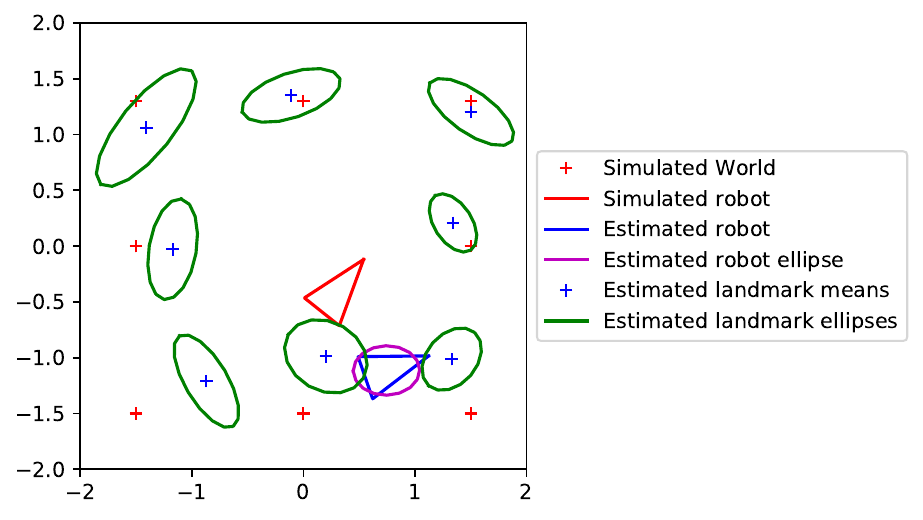 2.0
1.5
1.0
0.5
0.0
−0.5
−1.0
−1.5
−2.0
−2 −1 0 1 2
Simulated World
Simulated robot
Estimated robot
Estimated robot ellipse
Estimated landmark means
Estimated landmark ellipses